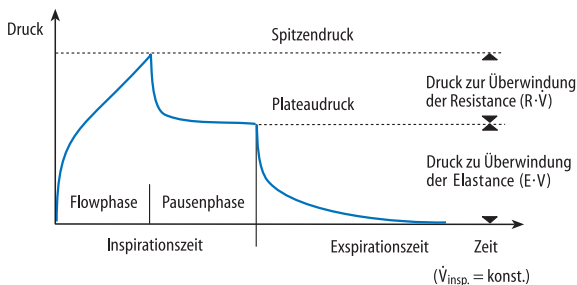 Druck
Spitzendruck
Druck zur Überwindung
der Resistance (R·V̇)
Plateaudruck
Druck zu Überwindung
der Elastance (E·V)
Flowphase
Pausenphase
Inspirationszeit
Exspirationszeit
Zeit
(V̇insp. = konst.)